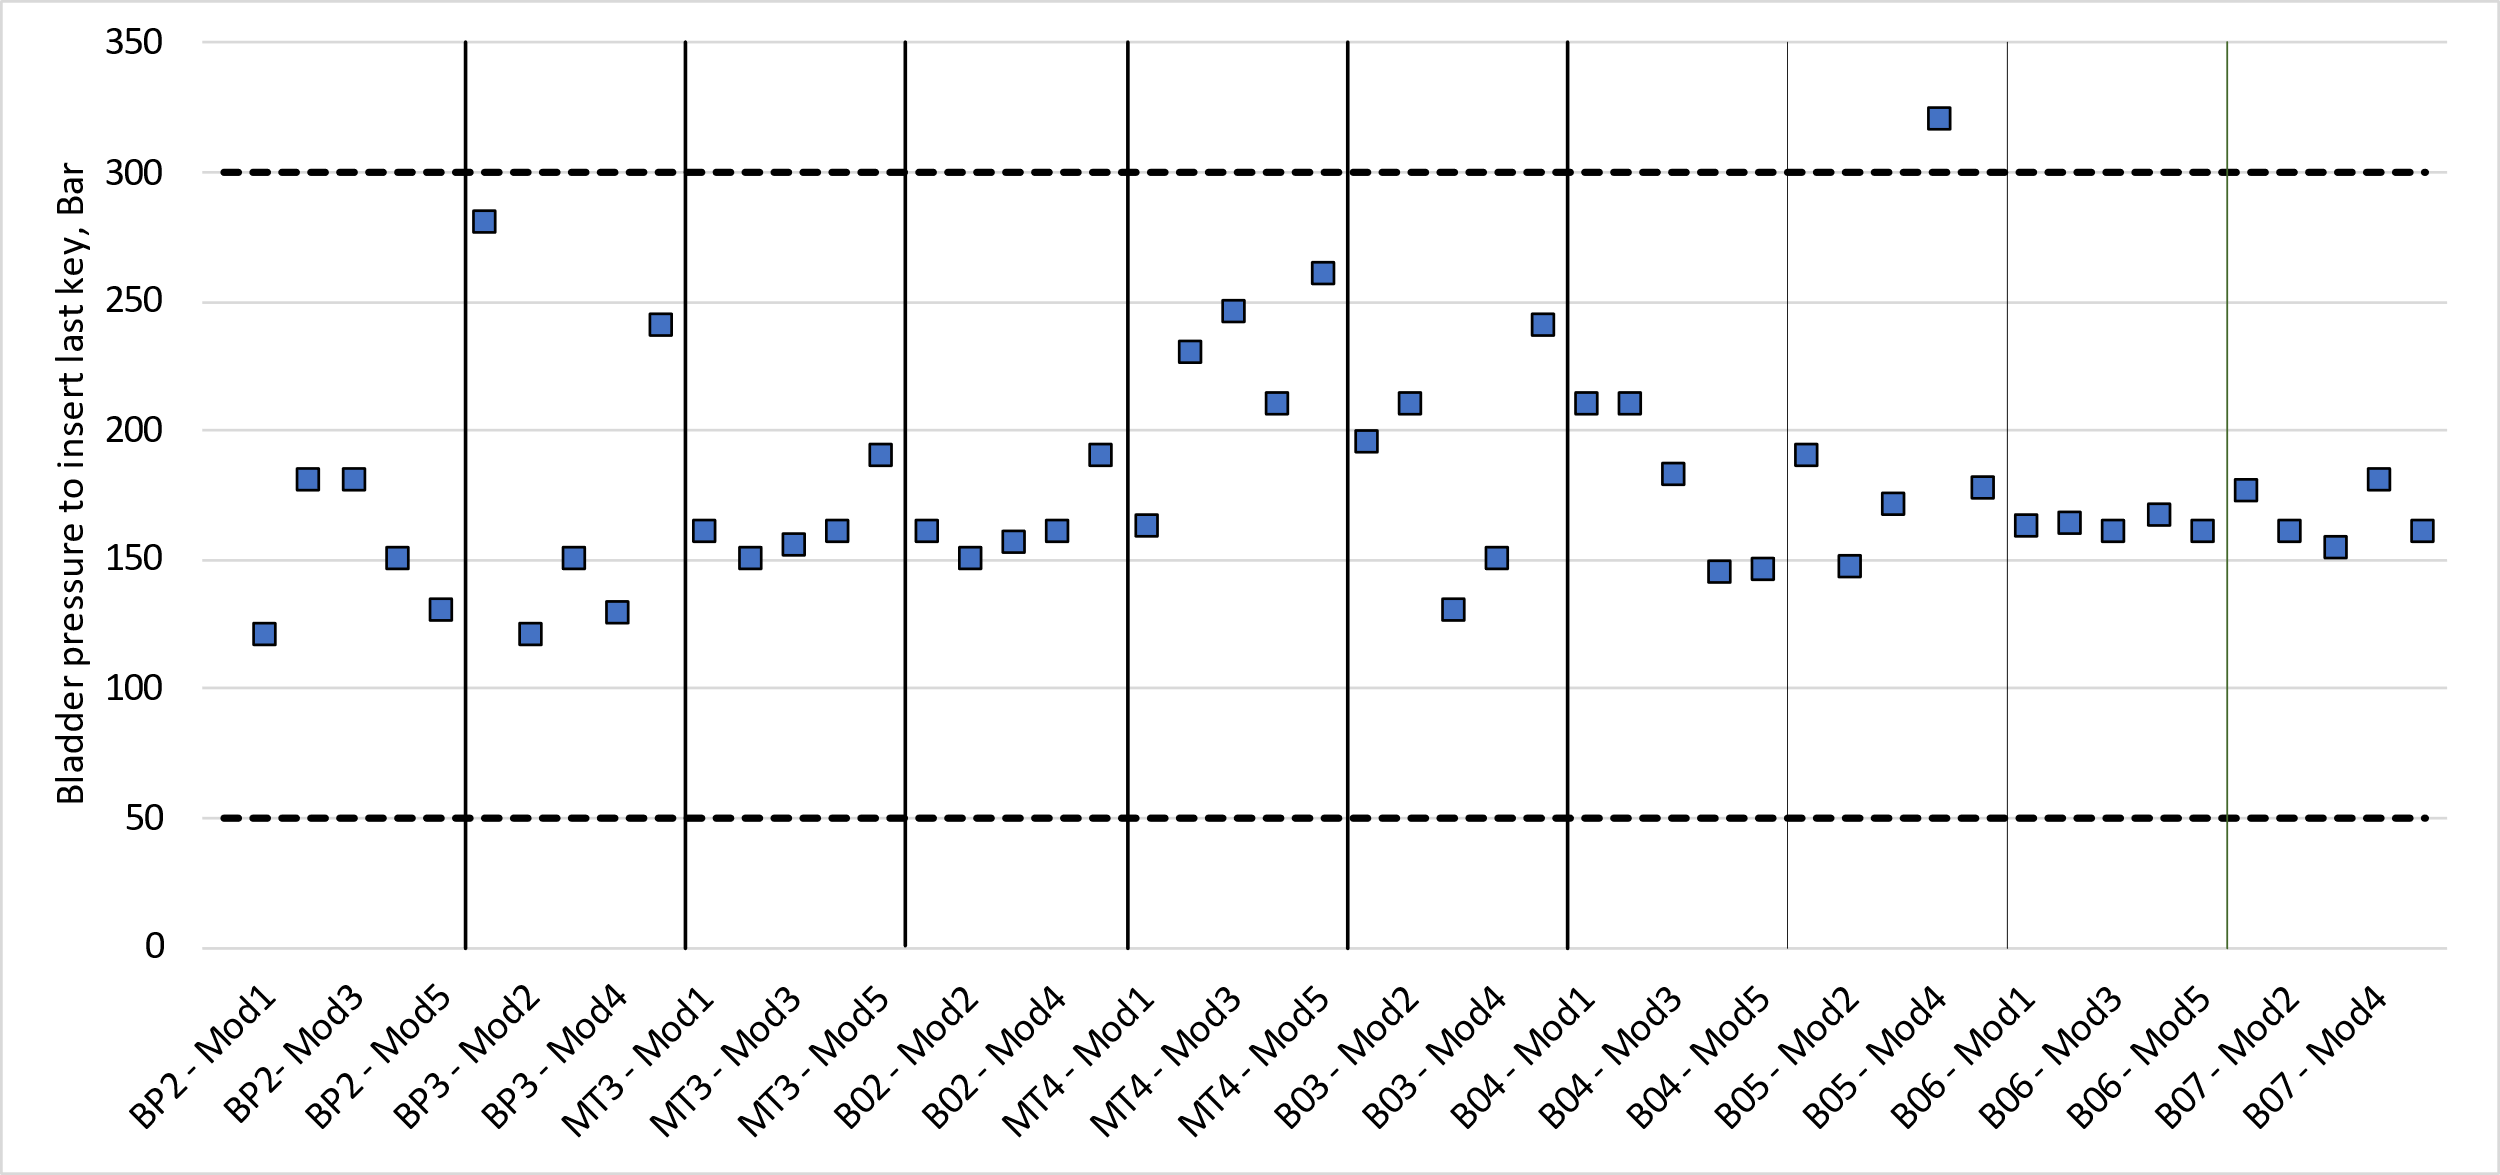 350
300
250
200
150
100
50
0
Bladder pressure to insert last key, Bar
BP2 - Mod1
BP2- Mod3
BP2 - Mod5
BP3 - Mod2
BP3 - Mod4
MT3 - Mod1
MT3 - Mod3
MT3 - Mod5
B02 - Mod2
B02 - Mod4
MT4 - Mod1
MT4 - Mod3
MT4 - Mod5
B03 - Mod2
B03 - Mod4
B04 - Mod1
B04 - Mod3
B04 - Mod5
B05 - Mod2
B05 - Mod4
B06 - Mod1
B06 - Mod3
B06 - Mod5
B07 - Mod2
B07 - Mod4